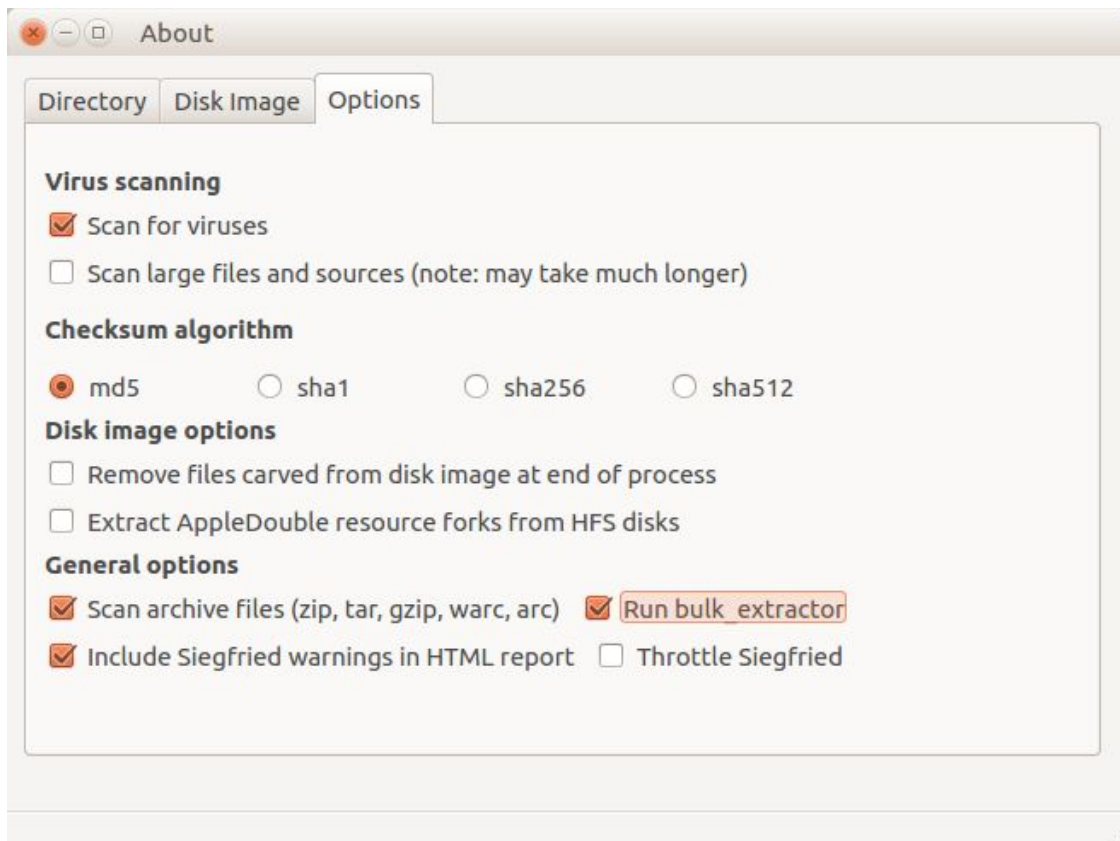 About
Directory Disk Image Options
Virus scanning
Scan for viruses
Scan large files and sources (note: may take much longer)
Checksum algorithm
md5 sha1 sha256 sha512
Disk image options
Remove files carved from disk image at end of process
Extract AppleDouble resource forks from HFS disks
General options
Scan archive files (zip, tar, gzip, warc, arc) Run bulk_extractor
Include Siegfried warnings in HTML report Throttle Siegfried